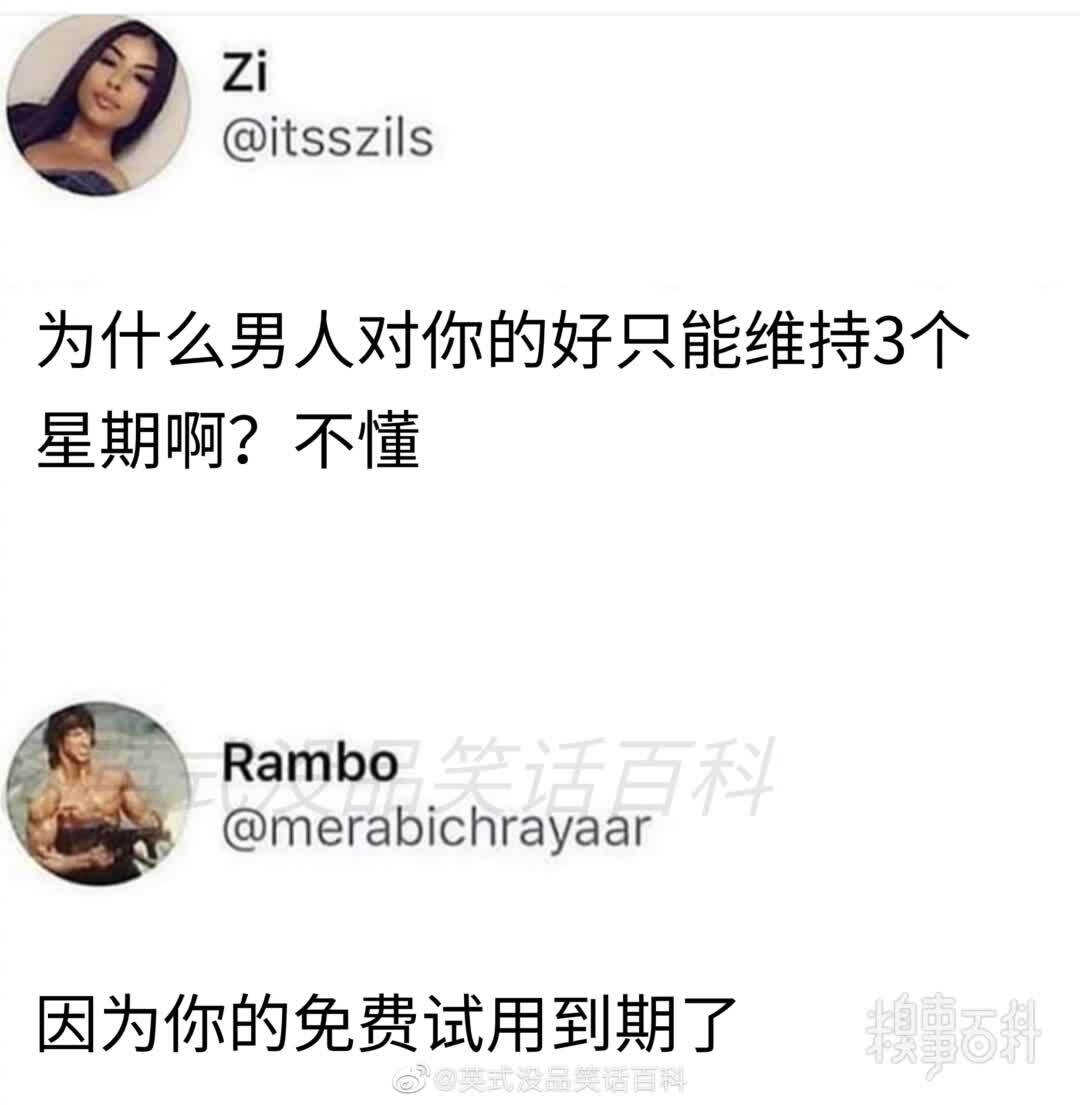 Zi
@itsszils
为什么男人对你的好只能维持3个
星期啊？不懂
英式没品笑话百科
Rambo
@merabichrayaar
因为你的免费试用到期了
糗事百科
@英式没品笑话百科